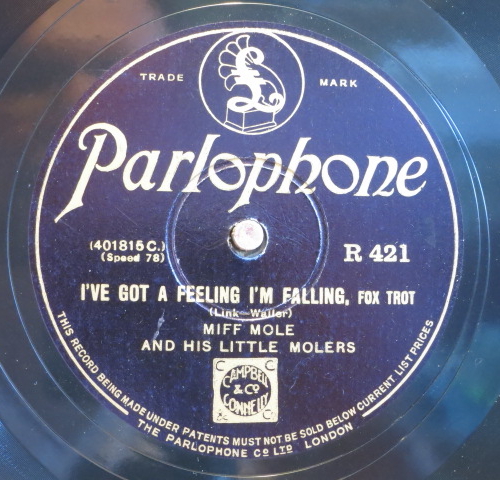 TRADE MARK
£
Parlophone
(401815C.)
(Speed 78)
R 421
I'VE GOT A FEELING I'M FALLING, FOX TROT
(Link-Waller)
MIFF MOLE
AND HIS LITTLE MOLERS
CAMPBELL
& Co
CONNELLY
THIS RECORD BEING MADE UNDER PATENTS MUST NOT BE SOLD BELOW CURRENT LIST PRICES
THE PARLOPHONE Co LTD LONDON